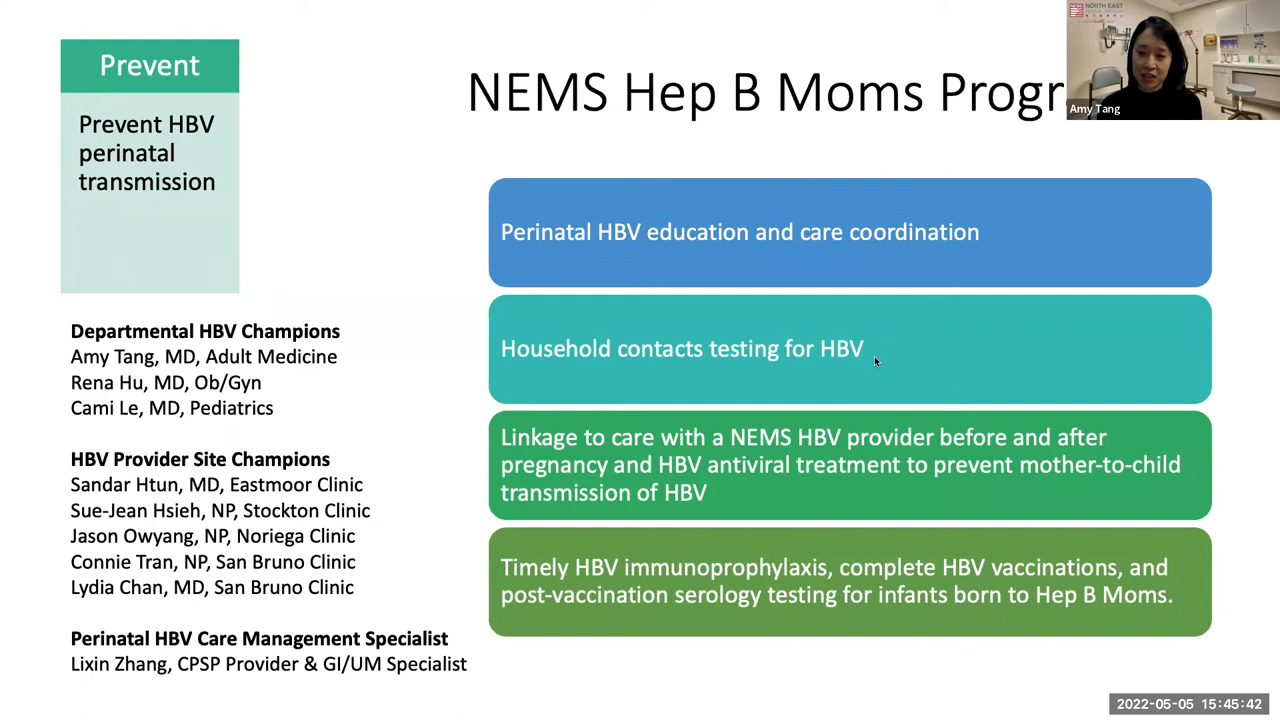 Prevent
Prevent HBV
perinatal
transmission
NEMS Hep B Moms Progr
NORTH EAST
Amy Tang
Perinatal HBV education and care coordination
Household contacts testing for HBV
Linkage to care with a NEMS HBV provider before and after
pregnancy and HBV antiviral treatment to prevent mother-to-child
transmission of HBV
Timely HBV immunoprophylaxis, complete HBV vaccinations, and
post-vaccination serology testing for infants born to Hep B Moms.
Departmental HBV Champions
Amy Tang, MD, Adult Medicine
Rena Hu, MD, Ob/Gyn
Cami Le, MD, Pediatrics
HBV Provider Site Champions
Sandar Htun, MD, Eastmoor Clinic
Sue-Jean Hsieh, NP, Stockton Clinic
Jason Owyang, NP, Noriega Clinic
Connie Tran, NP, San Bruno Clinic
Lydia Chan, MD, San Bruno Clinic
Perinatal HBV Care Management Specialist
Lixin Zhang, CPSP Provider & GI/UM Specialist
2022-05-05 15:45:42